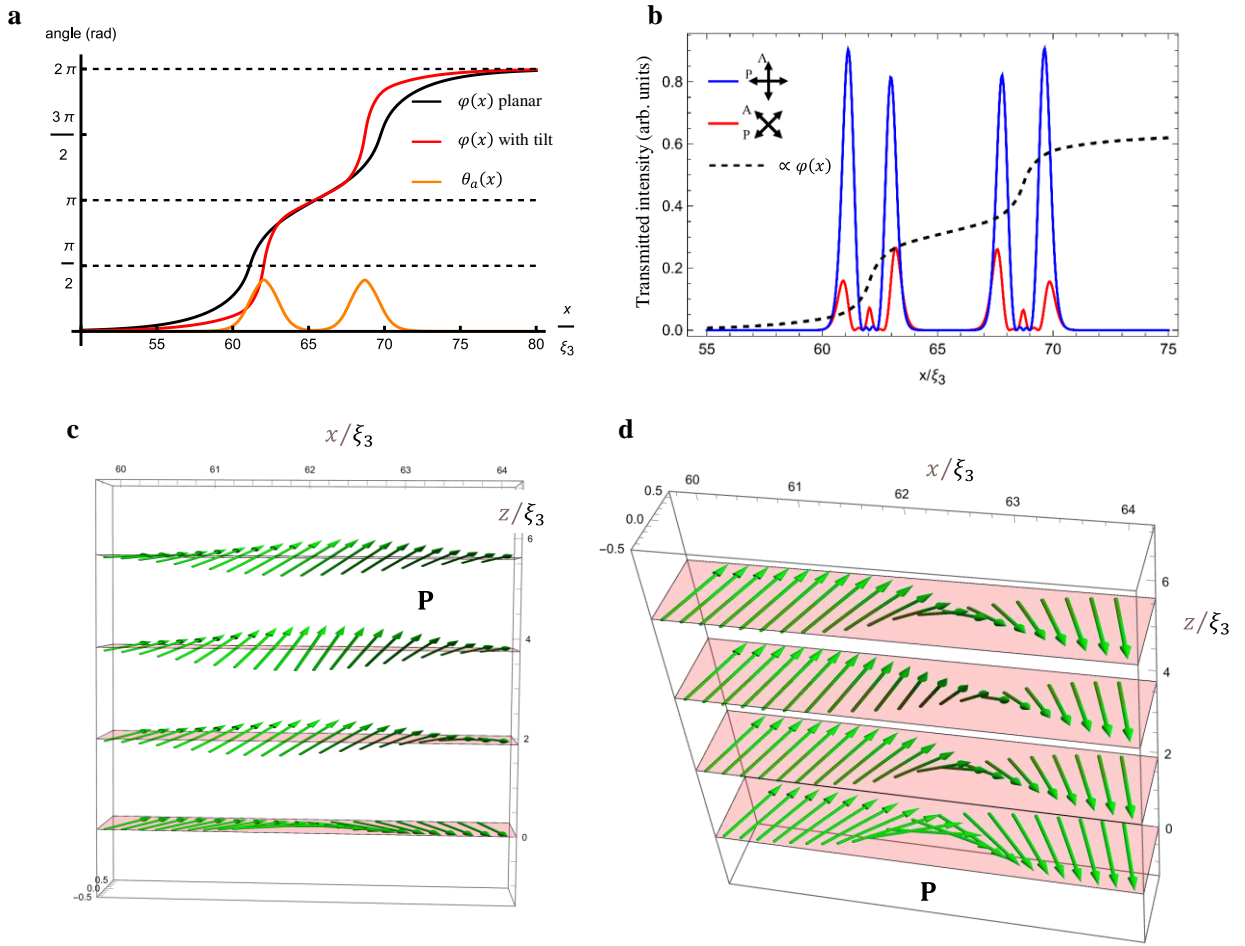 a
angle (rad)
2 π
3 π
2
π
π
2
φ(x) planar
φ(x) with tilt
θa(x)
55
60
65
70
75
80
x
ξ3
b
Transmitted intensity (arb. units)
0.8
0.6
0.4
0.2
0.0
P
A
A
P
∝ φ(x)
55
60
65
70
75
x/ξ3
c
x/ξ3
60
61
62
63
64
z/ξ3
6
P
4
2
0
0.5
0.0
-0.5
d
x/ξ3
60
61
62
63
64
0.5
0.0
-0.5
6
z/ξ3
4
2
0
P